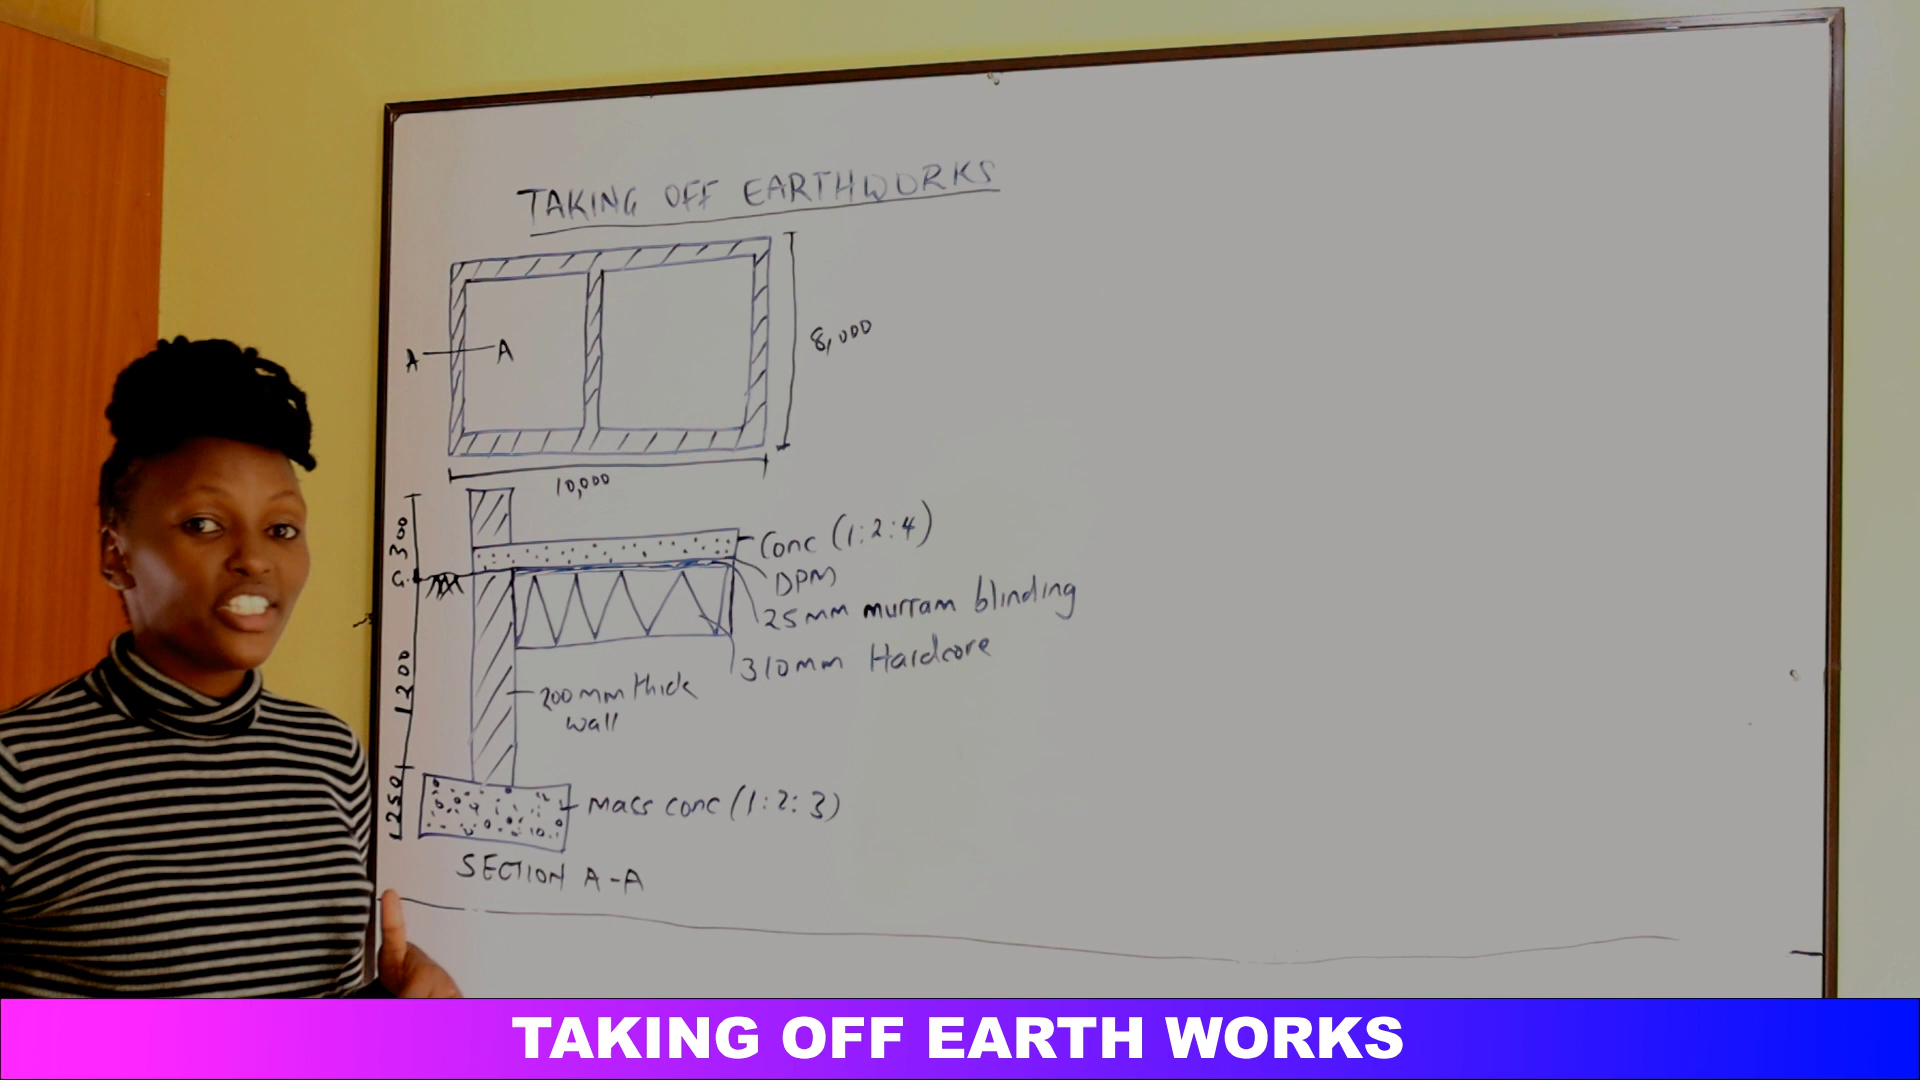 TAKING OFF EARTHWORKS
8,000
A A
10,000
300
Conc (1:2:4)
G.L
DPM
25mm murram blinding
310mm Hardcore
1200
200mm thick
wall
250
mass conc (1:2:3)
SECTION A-A
TAKING OFF EARTH WORKS